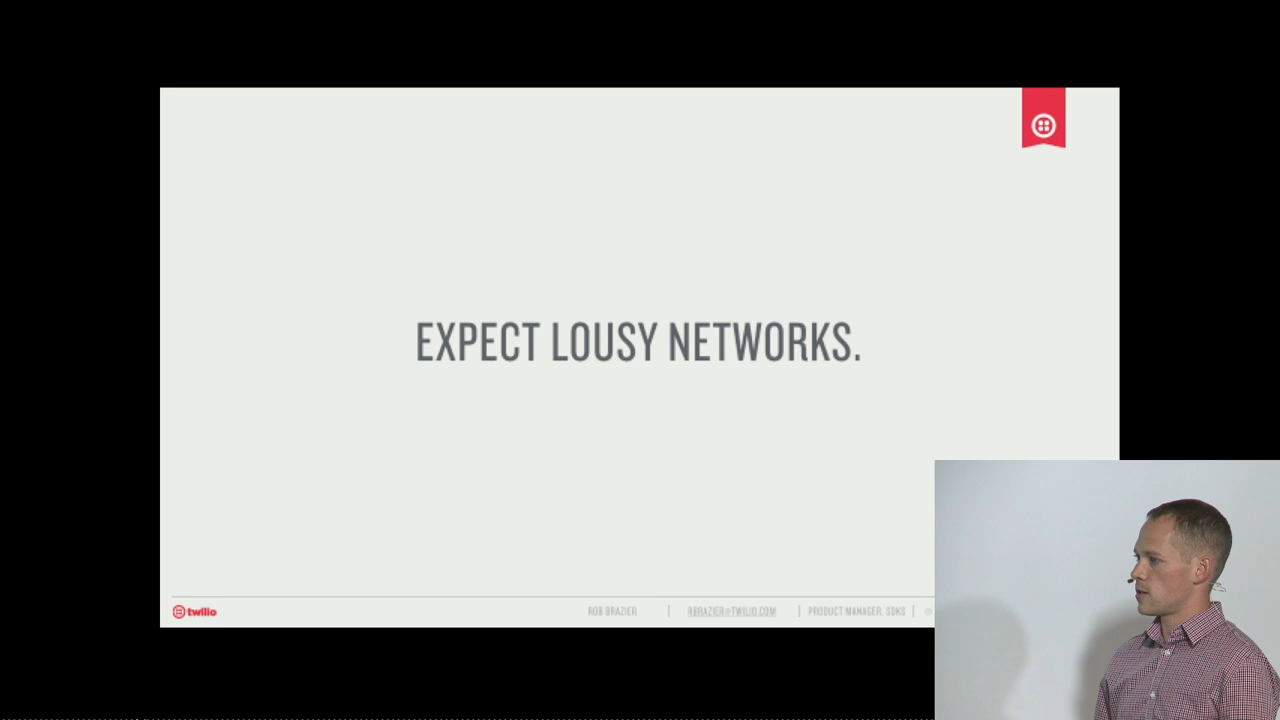 EXPECT LOUSY NETWORKS.
twilio
ROB BRAZIER | RBRAZIER@TWILIO.COM | PRODUCT MANAGER, SDKS |